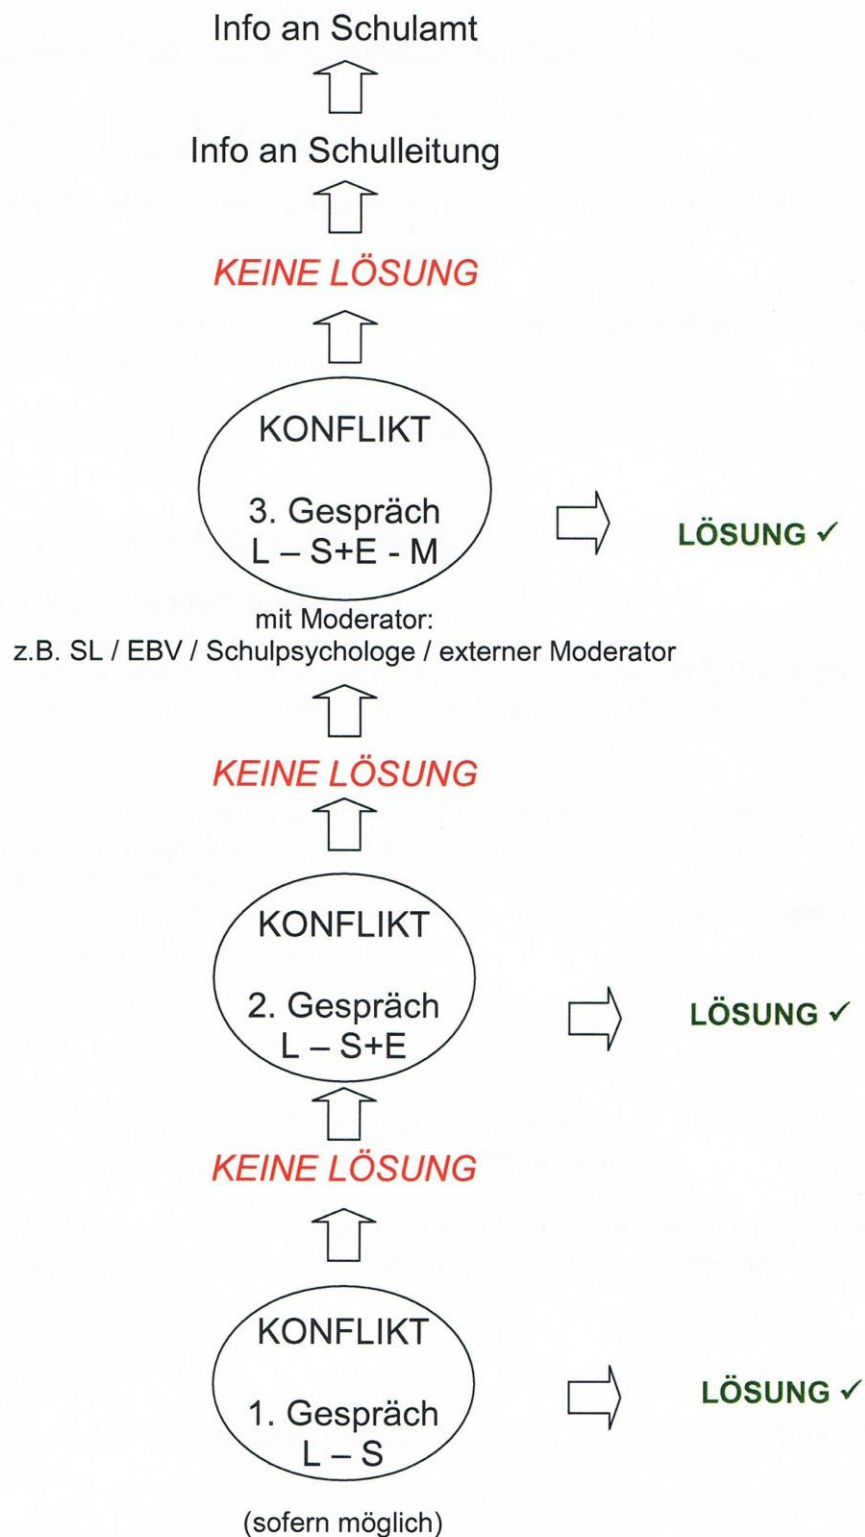 Info an Schulamt
Info an Schulleitung
KEINE LÖSUNG
KONFLIKT
3. Gespräch
L – S+E - M
LÖSUNG ✓
mit Moderator:
z.B. SL / EBV / Schulpsychologe / externer Moderator
KEINE LÖSUNG
KONFLIKT
2. Gespräch
L – S+E
LÖSUNG ✓
KEINE LÖSUNG
KONFLIKT
1. Gespräch
L – S
LÖSUNG ✓
(sofern möglich)